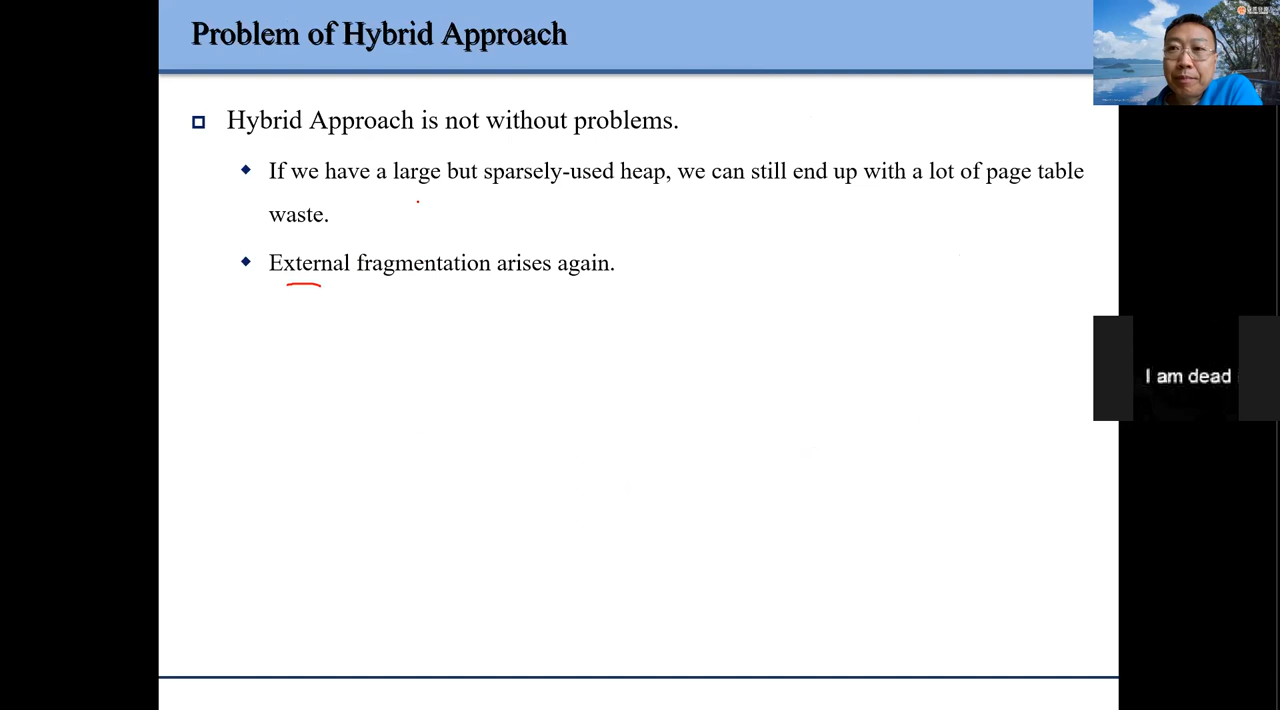 Problem of Hybrid Approach
Hybrid Approach is not without problems.
If we have a large but sparsely-used heap, we can still end up with a lot of page table
waste.
External fragmentation arises again.
I am dead